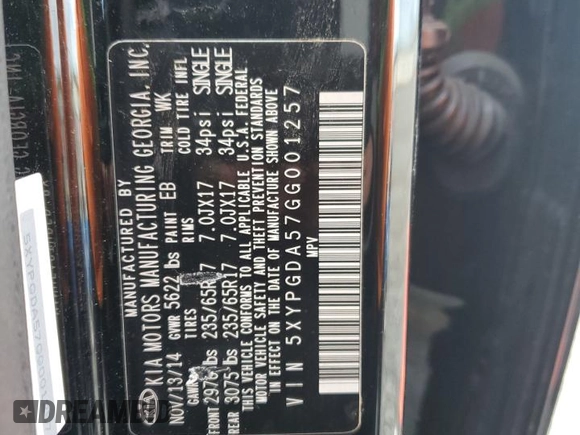 MANUFACTURED BY
KIA MOTORS MANUFACTURING GEORGIA, INC.
NOV/13/14 GVWR 5622 lbs PAINT EB TRIM WK
GAWR RIMS COLD TIRE INFL
FRONT 2976 lbs 235/65R17 7.0JX17 34psi SINGLE
REAR 3075 lbs 235/65R17 7.0JX17 34psi SINGLE
THIS VEHICLE CONFORMS TO ALL APPLICABLE U.S.A. FEDERAL
MOTOR VEHICLE SAFETY AND THEFT PREVENTION STANDARDS
IN EFFECT ON THE DATE OF MANUFACTURE SHOWN ABOVE
VIN 5XYPGDA57GG001257
MPV
DREAMBID